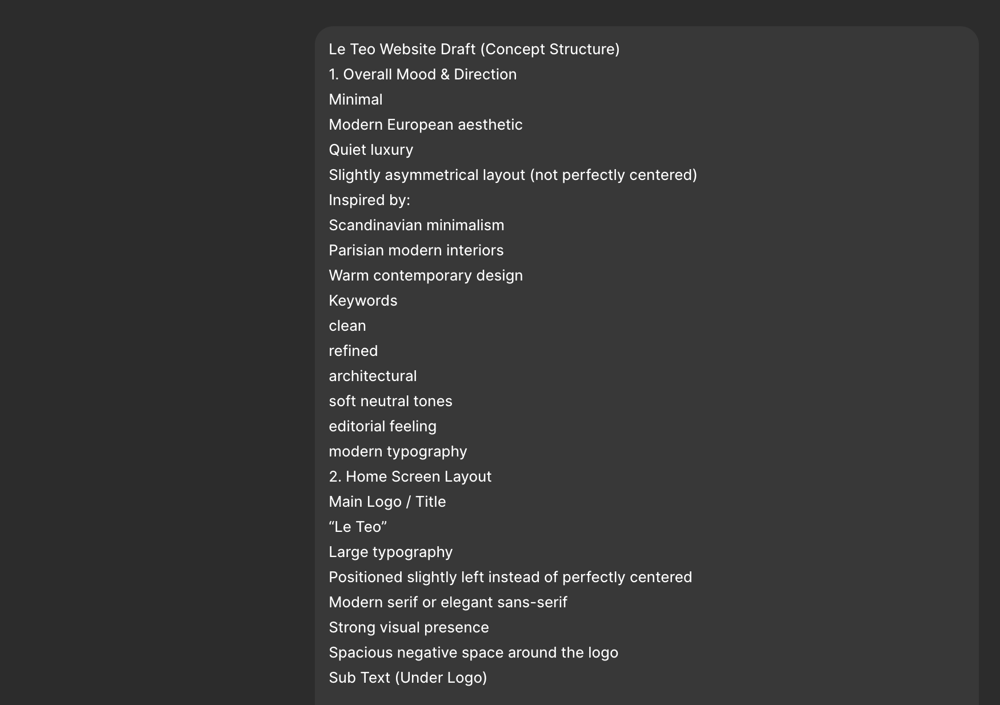 Le Teo Website Draft (Concept Structure)
1. Overall Mood & Direction
Minimal
Modern European aesthetic
Quiet luxury
Slightly asymmetrical layout (not perfectly centered)
Inspired by:
Scandinavian minimalism
Parisian modern interiors
Warm contemporary design
Keywords
clean
refined
architectural
soft neutral tones
editorial feeling
modern typography
2. Home Screen Layout
Main Logo / Title
“Le Teo”
Large typography
Positioned slightly left instead of perfectly centered
Modern serif or elegant sans-serif
Strong visual presence
Spacious negative space around the logo
Sub Text (Under Logo)